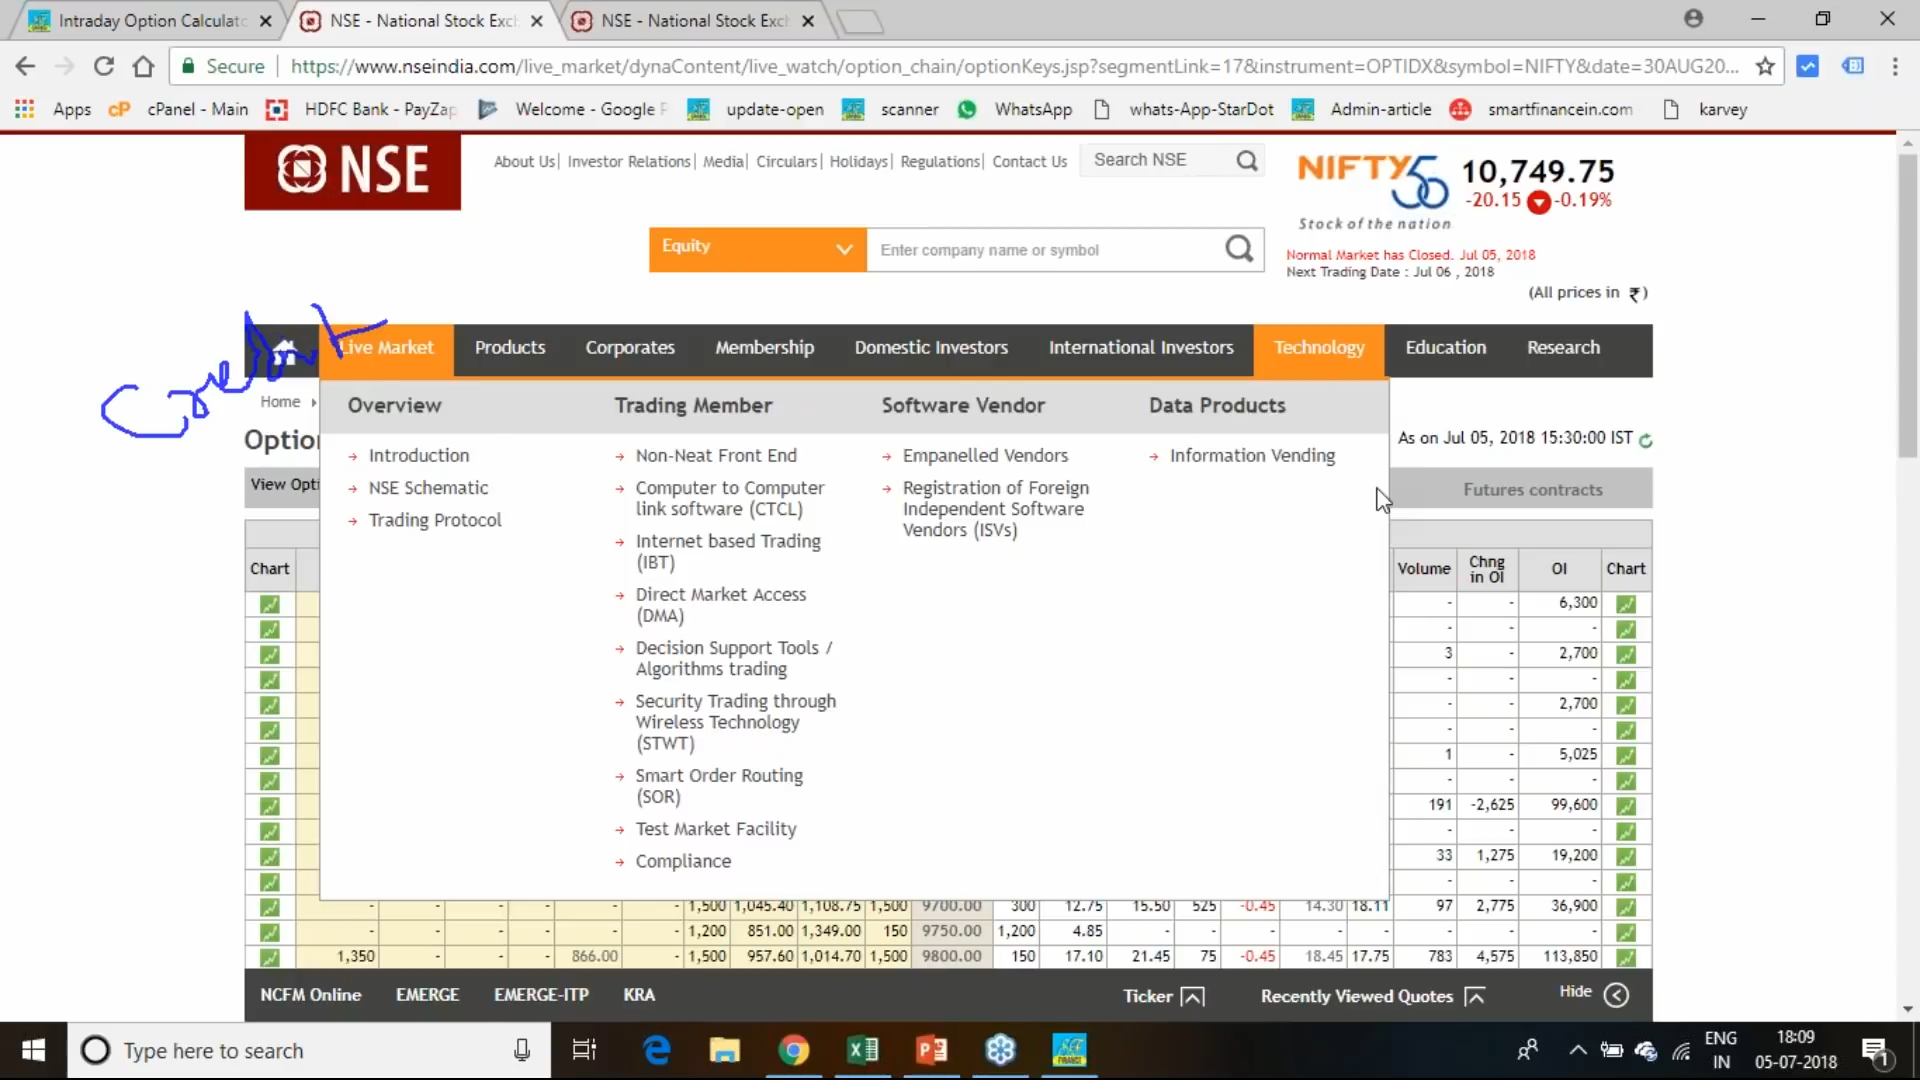 Intraday Option Calculato
NSE - National Stock Exc
NSE - National Stock Exch
Secure
https://www.nseindia.com/live_market/dynaContent/live_watch/option_chain/optionKeys.jsp?segmentLink=17&instrument=OPTIDX&symbol=NIFTY&date=30AUG20...
Apps cP cPanel - Main HDFC Bank - PayZap Welcome - Google P update-open scanner WhatsApp whats-App-StarDot Admin-article smartfinancein.com karvey
NSE
About Us| Investor Relations| Media| Circulars| Holidays| Regulations| Contact Us
Search NSE
NIFTY50 10,749.75
-20.15 -0.19%
Stock of the nation
Equity
Enter company name or symbol
Normal Market has Closed. Jul 05, 2018
Next Trading Date : Jul 06 , 2018
(All prices in ₹)
Live Market Products Corporates Membership Domestic Investors International Investors Technology Education Research
Home
Overview Trading Member Software Vendor Data Products
Optio
As on Jul 05, 2018 15:30:00 IST
View Opti
Futures contracts
Introduction
NSE Schematic
Trading Protocol
Non-Neat Front End
Computer to Computer
link software (CTCL)
Internet based Trading
(IBT)
Direct Market Access
(DMA)
Decision Support Tools /
Algorithms trading
Security Trading through
Wireless Technology
(STWT)
Smart Order Routing
(SOR)
Test Market Facility
Compliance
Empanelled Vendors
Registration of Foreign
Independent Software
Vendors (ISVs)
Information Vending
Chart Volume Chng in OI OI Chart
- - 6,300
- - -
3 - 2,700
- - -
- - 2,700
- - -
1 - 5,025
- - -
191 -2,625 99,600
- - -
33 1,275 19,200
- - -
- - - - - - 1,500 1,045.40 1,108.75 1,500 9700.00 300 12.75 15.50 525 -0.45 14.30 18.11 97 2,775 36,900
- - - - - - 1,200 851.00 1,349.00 150 9750.00 1,200 4.85 - - - - - - - -
1,350 - - - 866.00 - 1,500 957.60 1,014.70 1,500 9800.00 150 17.10 21.45 75 -0.45 18.45 17.75 783 4,575 113,850
NCFM Online EMERGE EMERGE-ITP KRA Ticker Recently Viewed Quotes Hide
Type here to search
ENG
IN
18:09
05-07-2018
1